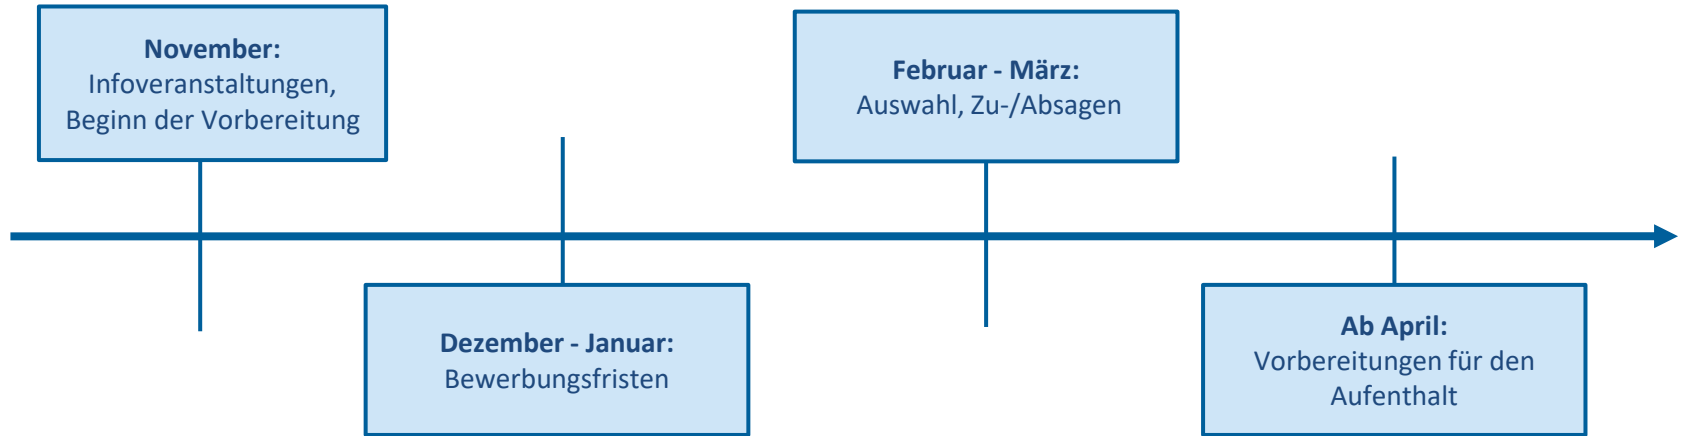 November:
Infoveranstaltungen,
Beginn der Vorbereitung
Dezember - Januar:
Bewerbungsfristen
Februar - März:
Auswahl, Zu-/Absagen
Ab April:
Vorbereitungen für den
Aufenthalt